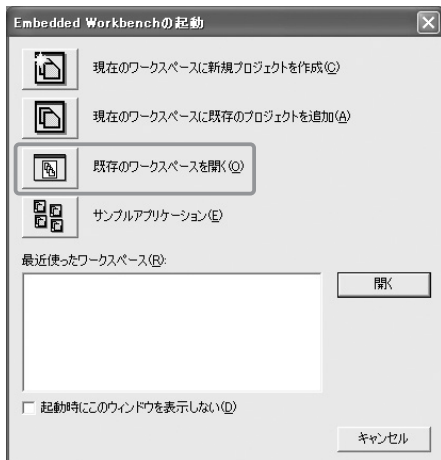 Embedded Workbenchの起動
現在のワークスペースに新規プロジェクトを作成(C)
現在のワークスペースに既存のプロジェクトを追加(A)
既存のワークスペースを開く(O)
サンプルアプリケーション(E)
最近使ったワークスペース(R):
開く
起動時にこのウィンドウを表示しない(D)
キャンセル